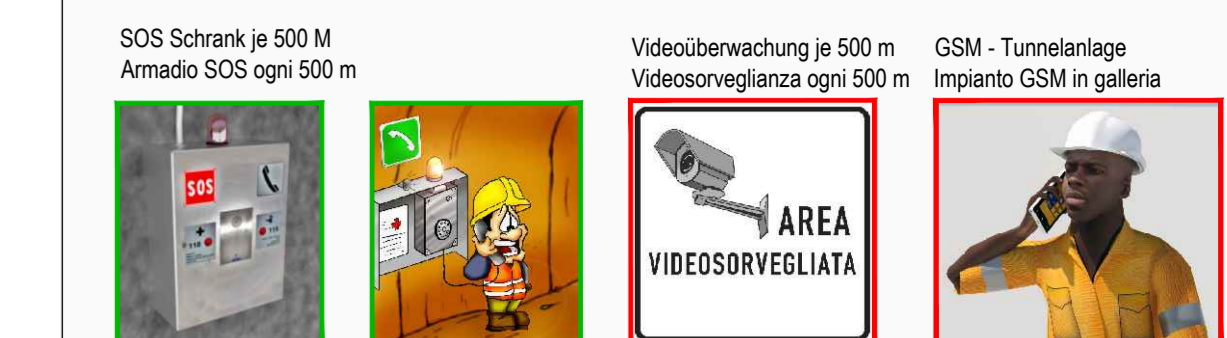 SOS Schrank je 500 M
Armadio SOS ogni 500 m
Videoüberwachung je 500 m
Videosorveglianza ogni 500 m
GSM - Tunnelanlage
Impianto GSM in galleria
SOS
118
AREA
VIDEOSORVEGLIATA